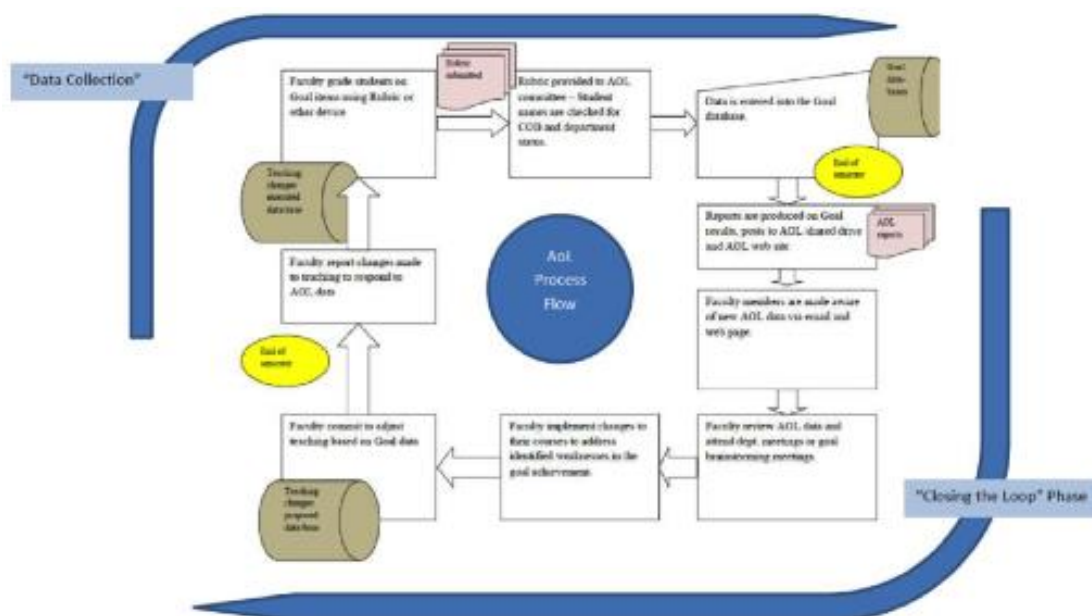 "Data Collection"
Faculty grade students on
Goal items using Rubric or
other device
Rubric
submitted
Rubric provided to AOL
committee – Student
names are checked for
COB and department
status.
Data is entered into the Goal
database.
Goal
data-
bases
End of
semester
Reports are produced on Goal
results, posts to AOL shared drive
and AOL web site
AOL
reports
Faculty members are made aware
of new AOL data via email and
web page.
Faculty review AOL data and
attend dept. meetings or goal
brainstorming meetings.
"Closing the Loop" Phase
Faculty implement changes to
their courses to address
identified weaknesses in the
goal achievement.
Faculty commit to adjust
teaching based on Goal data
Teaching
changes
proposed
database
End of
semester
Faculty report changes made
to teaching to respond to
AOL data
Teaching
changes
executed
database
AoL
Process
Flow